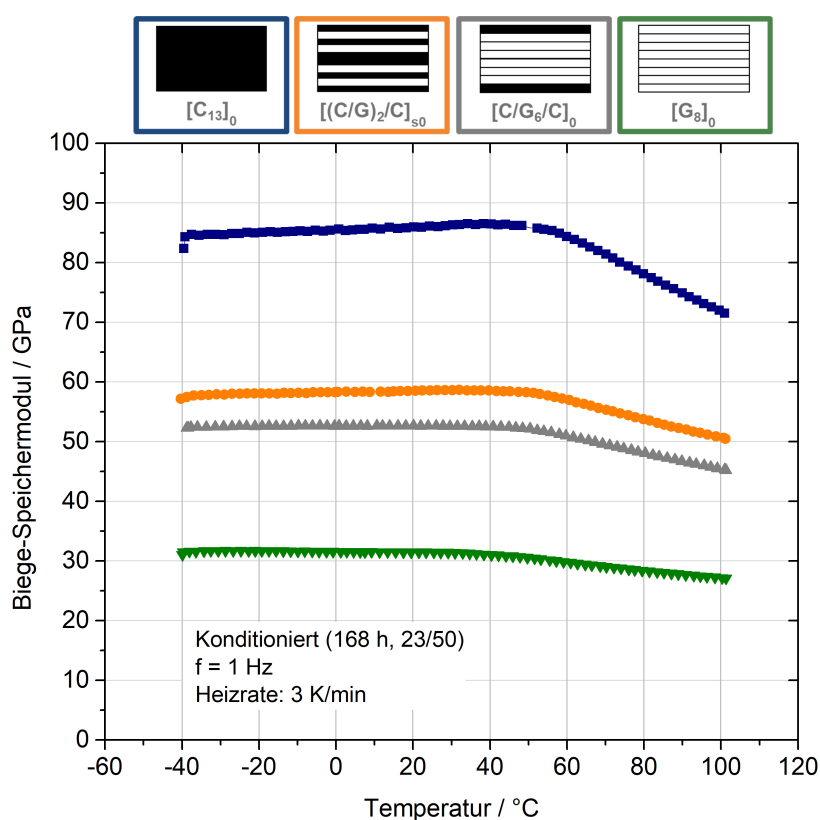 [C₁₃]₀ [(C/G)₂/C]ₛ₀ [C/G₆/C]₀ [G₈]₀
100
90
80
70
60
50
40
30
20
10
0
Biege-Speichermodul / GPa
Konditioniert (168 h, 23/50)
f = 1 Hz
Heizrate: 3 K/min
-60 -40 -20 0 20 40 60 80 100 120
Temperatur / °C